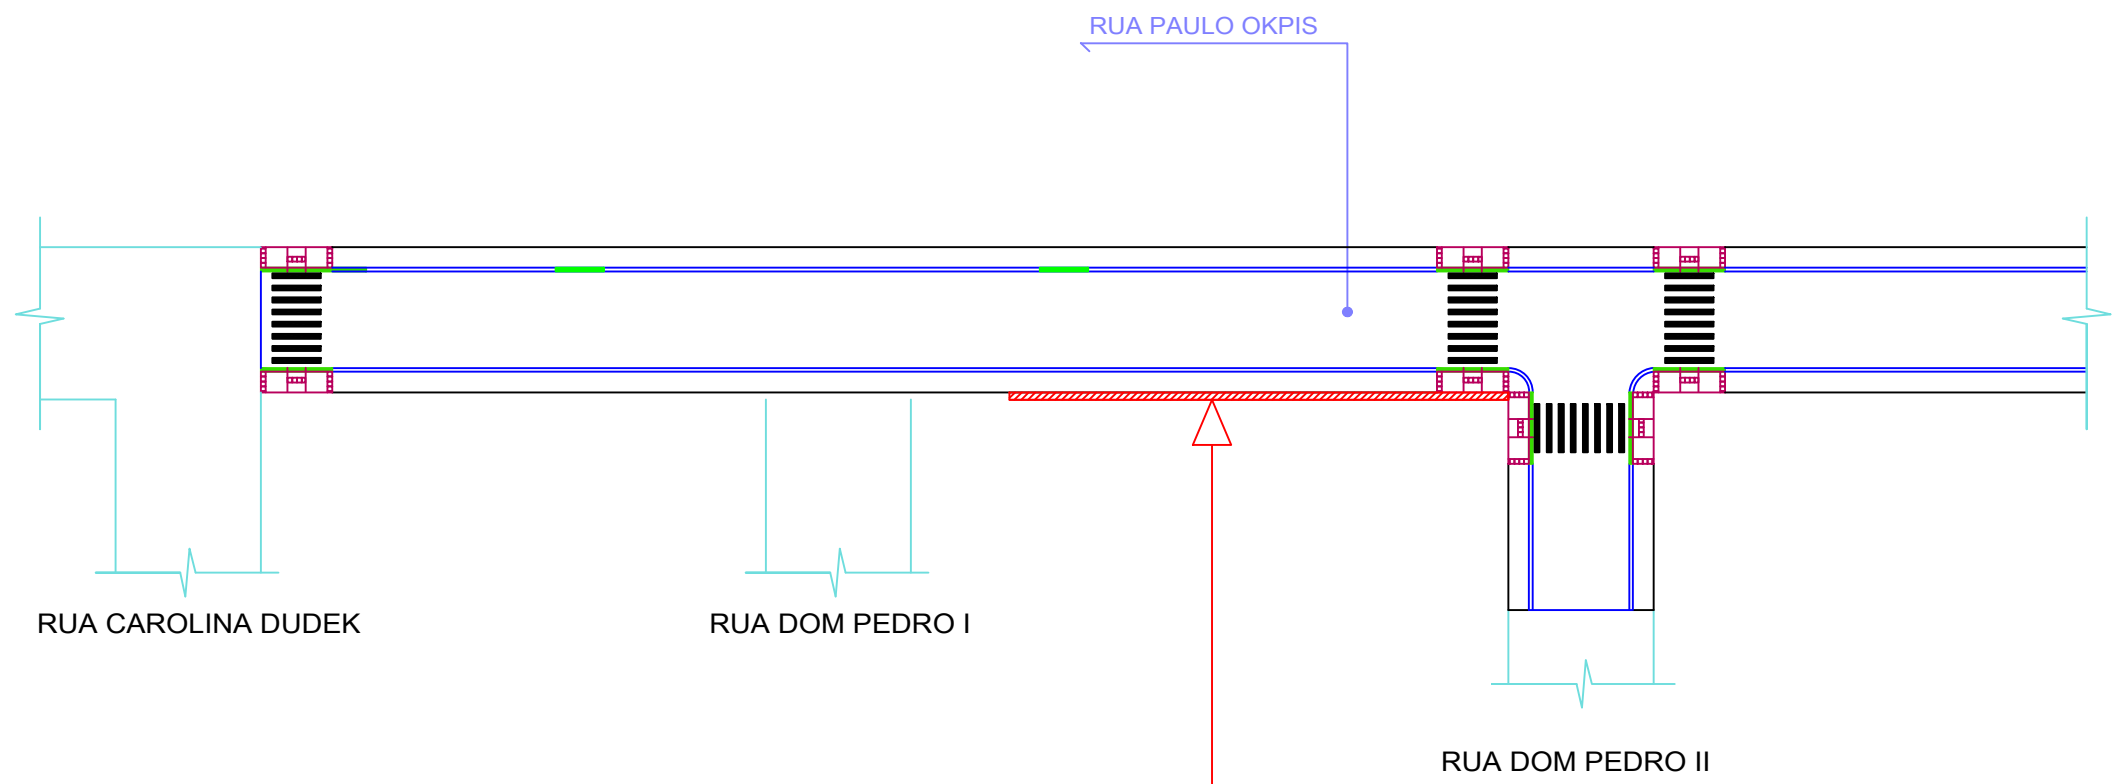 RUA PAULO OKPIS
RUA CAROLINA DUDEK
RUA DOM PEDRO I
RUA DOM PEDRO II